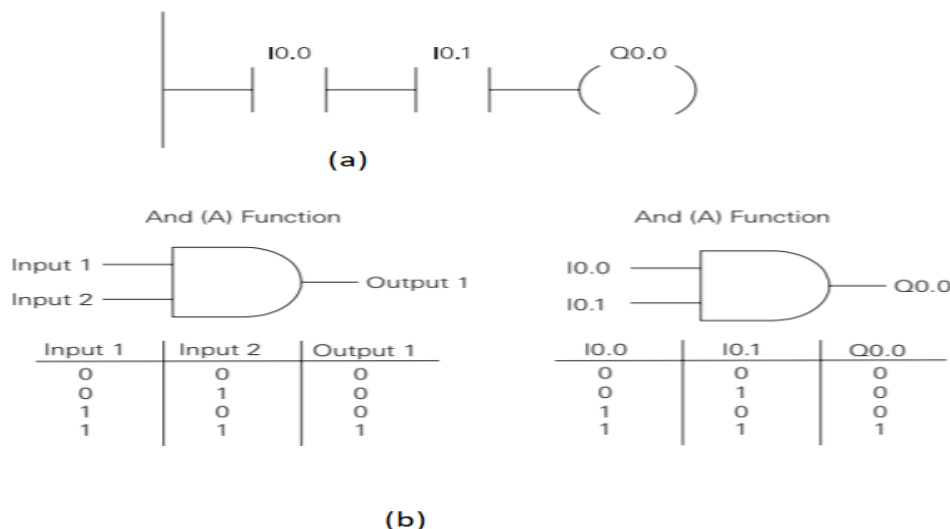 I0.0 I0.1 Q0.0
(a)
And (A) Function
Input 1
Input 2
Output 1
Input 1 Input 2 Output 1
0 0 0
0 1 0
1 0 0
1 1 1
And (A) Function
I0.0
I0.1
Q0.0
I0.0 I0.1 Q0.0
0 0 0
0 1 0
1 0 0
1 1 1
(b)